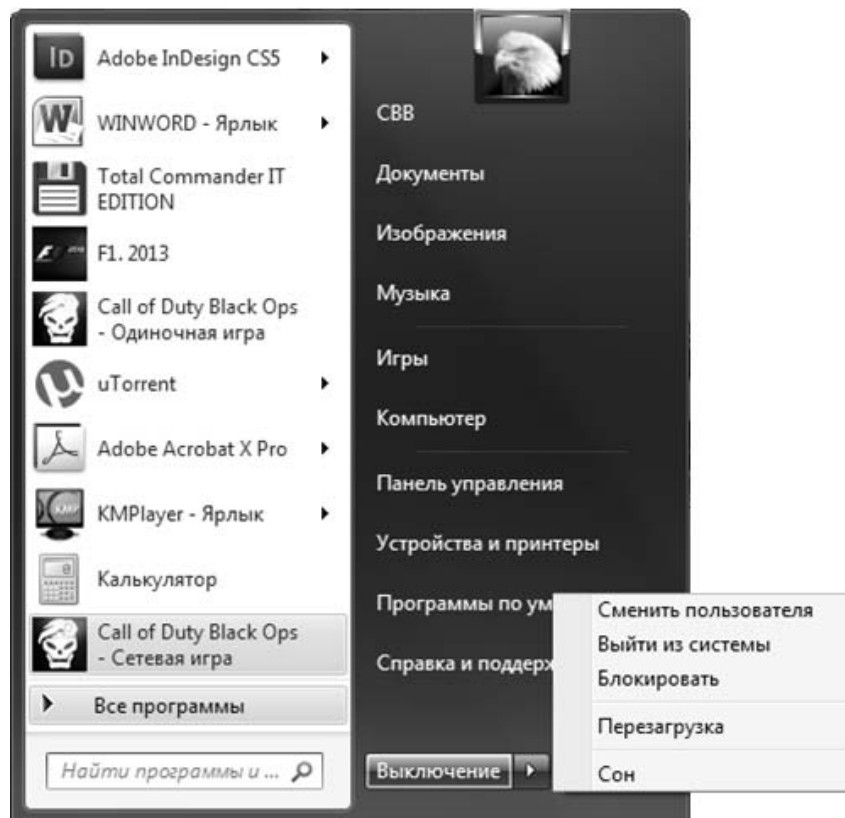 Adobe InDesign CS5
WINWORD - Ярлык
Total Commander IT
EDITION
F1. 2013
Call of Duty Black Ops
- Одиночная игра
uTorrent
Adobe Acrobat X Pro
KMPlayer - Ярлык
Калькулятор
Call of Duty Black Ops
- Сетевая игра
Все программы
Найти программы и ...
СВВ
Документы
Изображения
Музыка
Игры
Компьютер
Панель управления
Устройства и принтеры
Программы по ум
Справка и поддерж
Выключение
Сменить пользователя
Выйти из системы
Блокировать
Перезагрузка
Сон